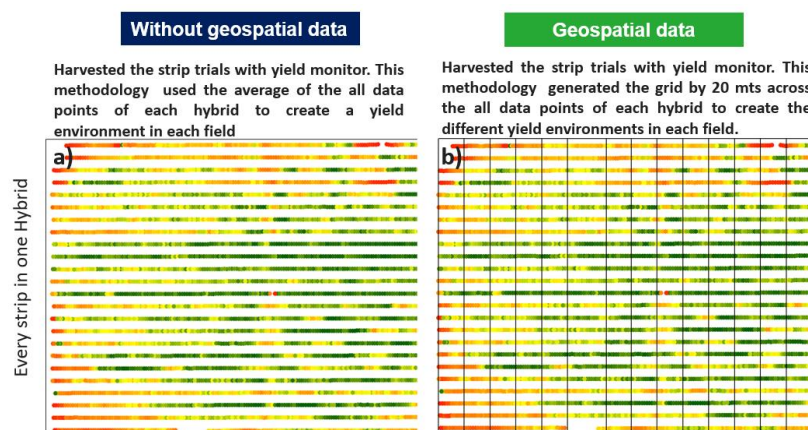 Without geospatial data
Harvested the strip trials with yield monitor. This
methodology used the average of the all data
points of each hybrid to create a yield
environment in each field
Geospatial data
Harvested the strip trials with yield monitor. This
methodology generated the grid by 20 mts across
the all data points of each hybrid to create the
different yield environments in each field.
a)
b)
Every strip in one Hybrid